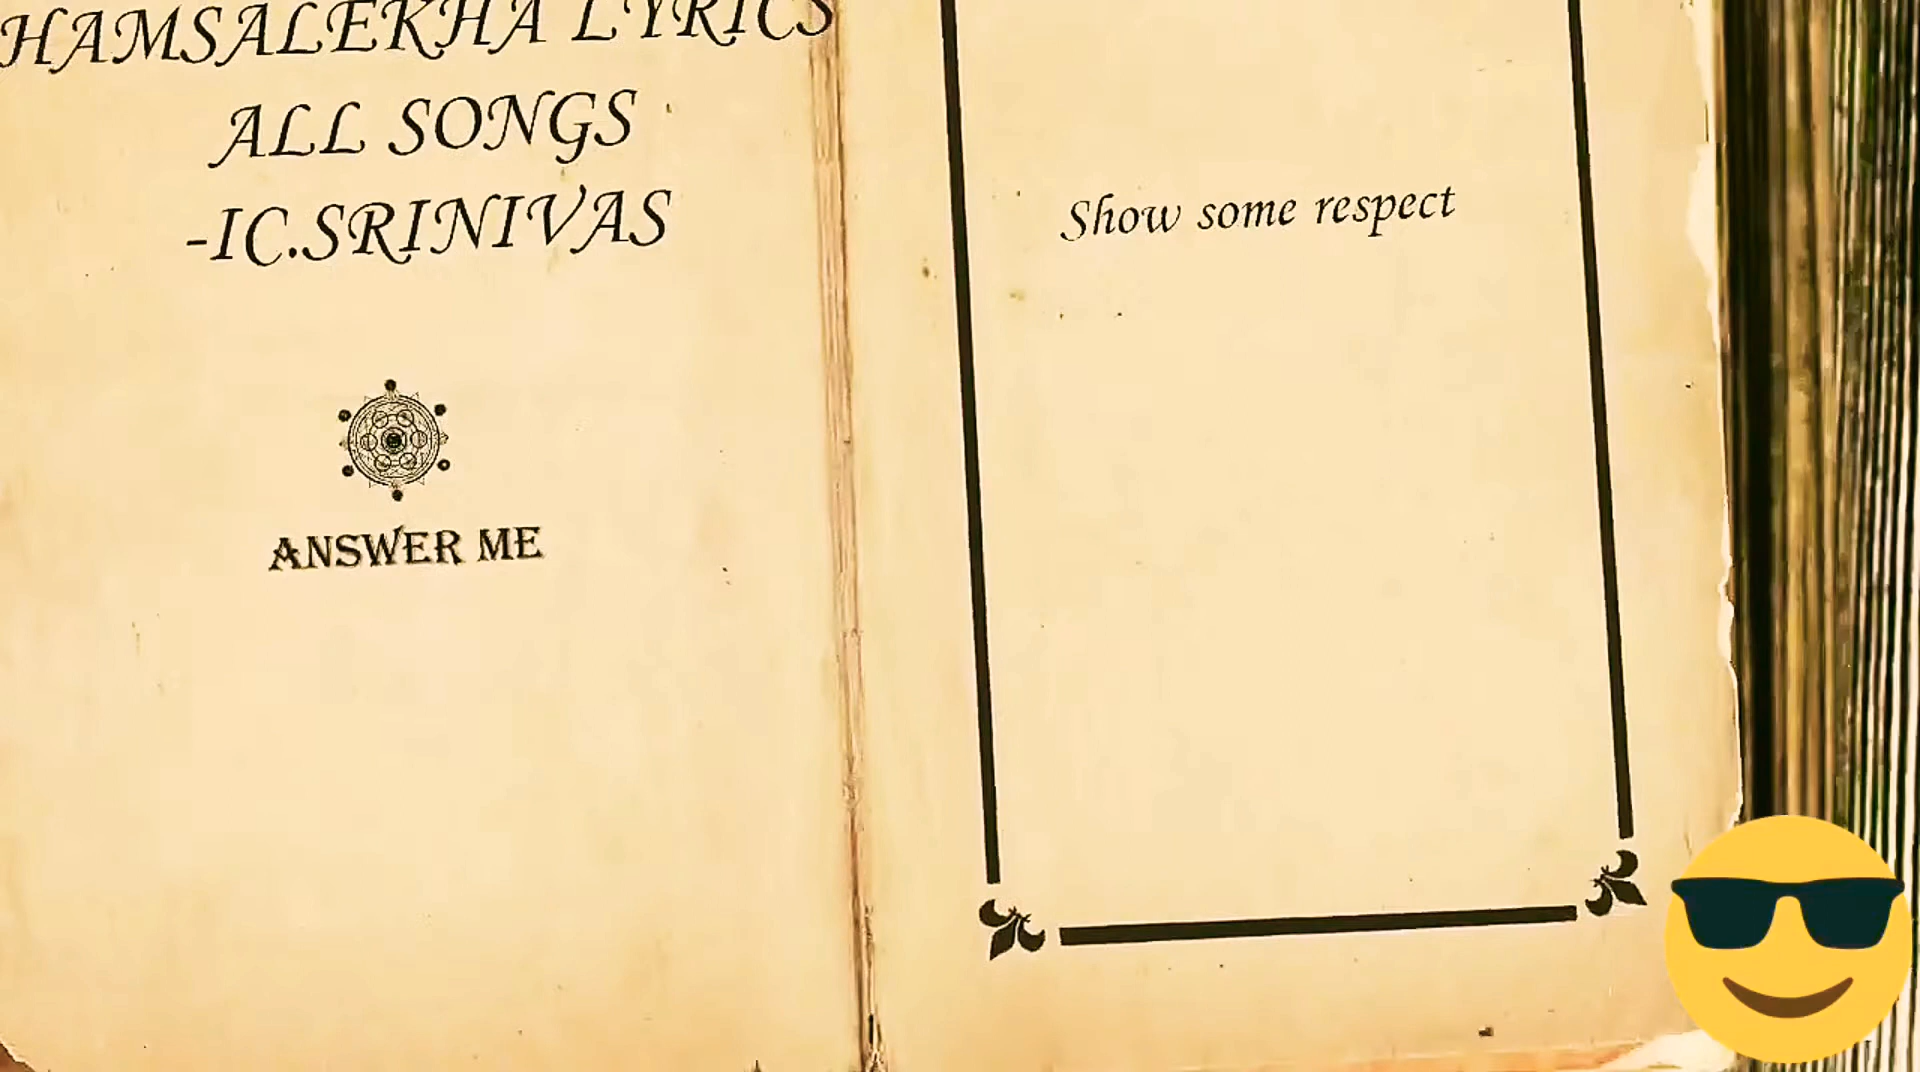 HAMSALEKHA LYRICS
ALL SONGS
-IC.SRINIVAS
ANSWER ME
Show some respect